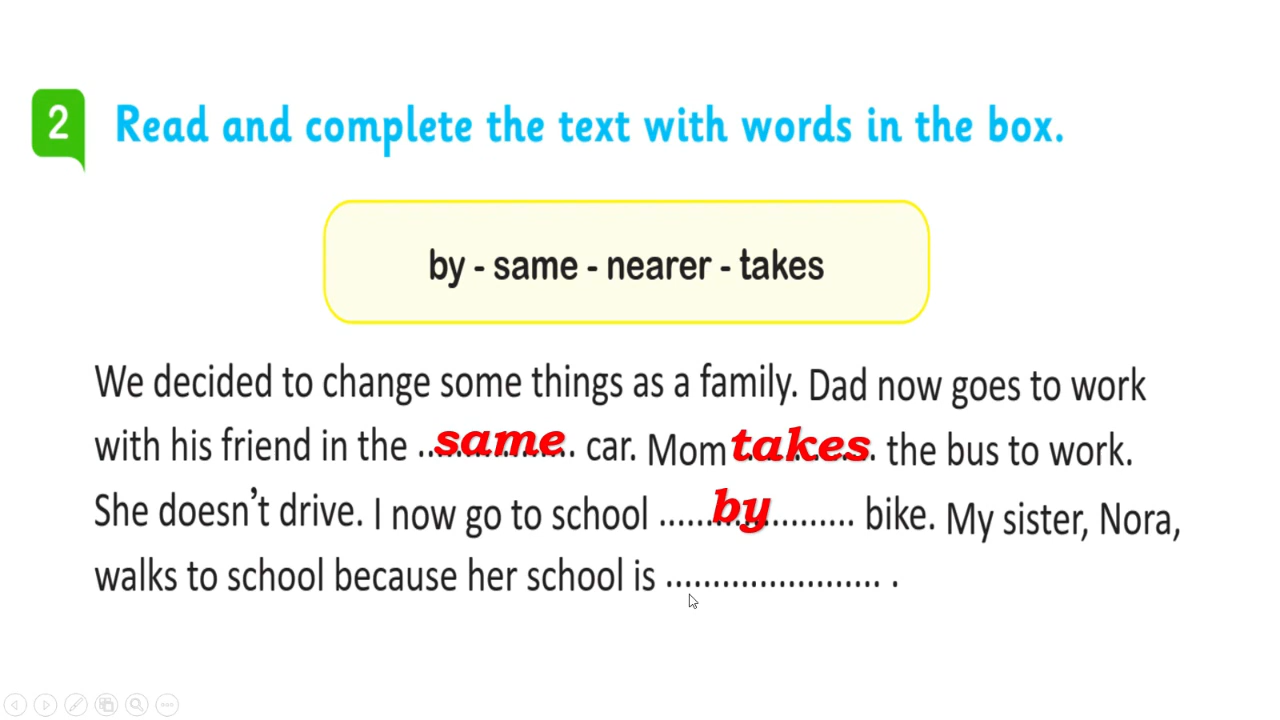 2 Read and complete the text with words in the box.
by - same - nearer - takes
We decided to change some things as a family. Dad now goes to work
with his friend in the same car. Mom takes the bus to work.
She doesn't drive. I now go to school by bike. My sister, Nora,
walks to school because her school is ........................ .